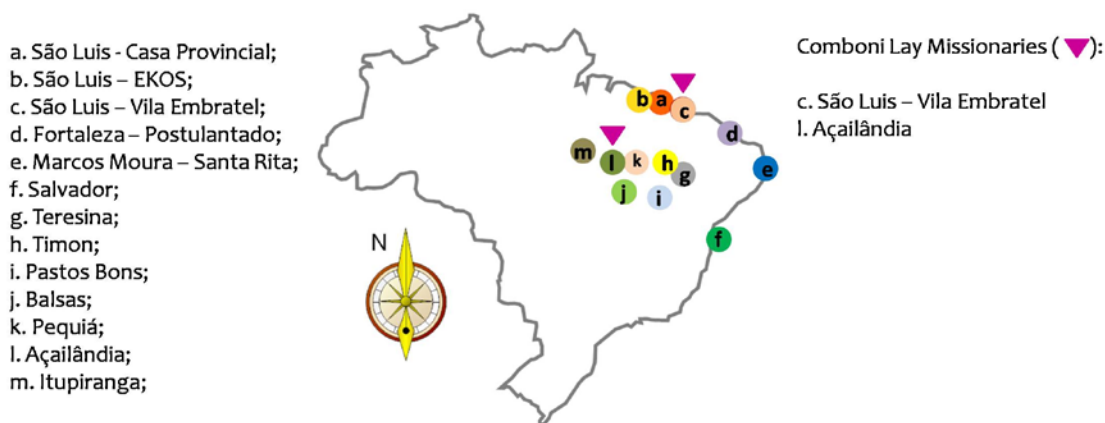 a. São Luis - Casa Provincial;
b. São Luis – EKOS;
c. São Luis – Vila Embratel;
d. Fortaleza – Postulantado;
e. Marcos Moura – Santa Rita;
f. Salvador;
g. Teresina;
h. Timon;
i. Pastos Bons;
j. Balsas;
k. Pequiá;
l. Açailândia;
m. Itupiranga;
b a c
d
m l k h g e
j i
f
N
Comboni Lay Missionaries ( ▼):
c. São Luis – Vila Embratel
l. Açailândia